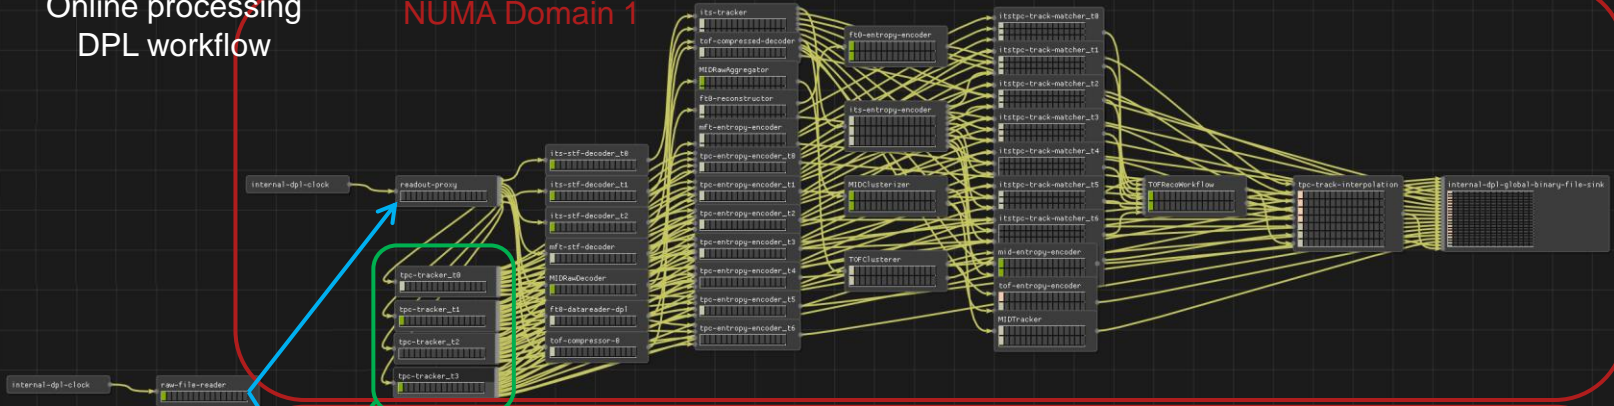 Online processing
DPL workflow
NUMA Domain 1
internal-dpl-clock
raw-file-reader
internal-dpl-clock
readout-proxy
tpc-tracker_t0
tpc-tracker_t1
tpc-tracker_t2
tpc-tracker_t3
its-stf-decoder_t0
its-stf-decoder_t1
its-stf-decoder_t2
mft-stf-decoder
MIDRawDecoder
ft0-datareader-dpl
tof-compressor-0
its-tracker
tof-compressed-decoder
MIDRawAggregator
ft0-reconstructor
mft-entropy-encoder
tpc-entropy-encoder_t0
tpc-entropy-encoder_t1
tpc-entropy-encoder_t2
tpc-entropy-encoder_t3
tpc-entropy-encoder_t4
tpc-entropy-encoder_t5
tpc-entropy-encoder_t6
ft0-entropy-encoder
its-entropy-encoder
MIDClusterizer
TOFClusterer
itstpc-track-matcher_t0
itstpc-track-matcher_t1
itstpc-track-matcher_t2
itstpc-track-matcher_t3
itstpc-track-matcher_t4
itstpc-track-matcher_t5
itstpc-track-matcher_t6
mid-entropy-encoder
tof-entropy-encoder
MIDTracker
TOFRecoWorkflow
tpc-track-interpolation
internal-dpl-global-binary-file-sink